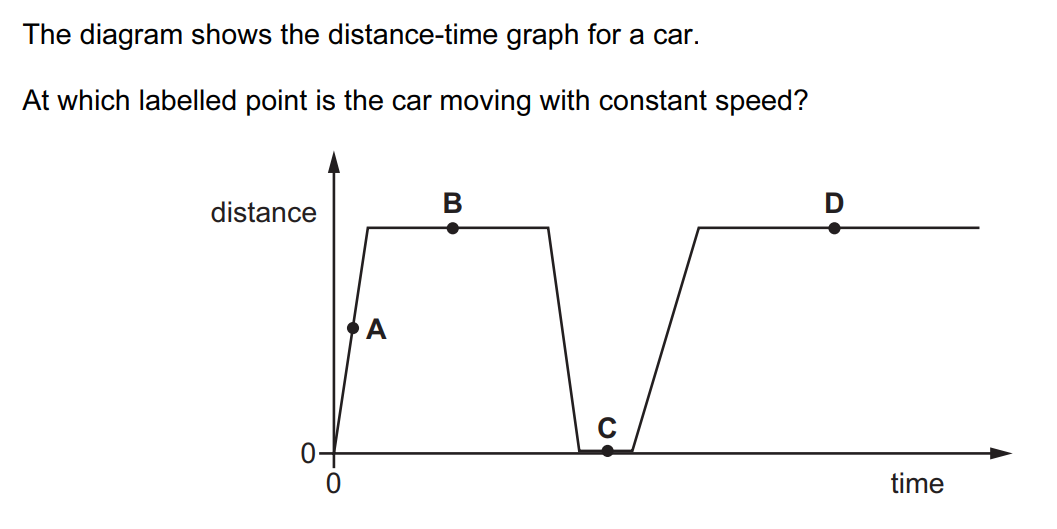 The diagram shows the distance-time graph for a car.
At which labelled point is the car moving with constant speed?
distance
B
D
A
C
0
0
time